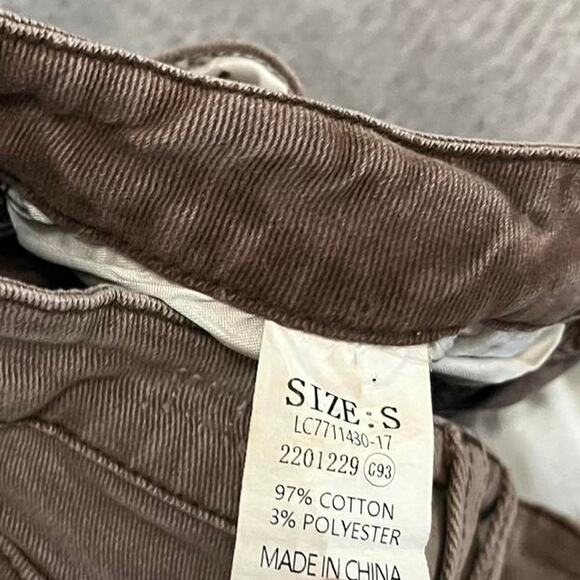 SIZE:S
LC7711430-17
2201229 G93
97% COTTON
3% POLYESTER
MADE IN CHINA